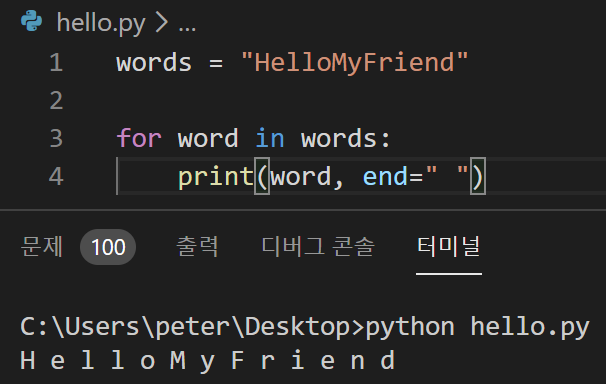 hello.py > ...
1 words = "HelloMyFriend"
2
3 for word in words:
4     print(word, end=" ")
문제 100 출력 디버그 콘솔 터미널
C:\Users\peter\Desktop>python hello.py
H e l l o M y F r i e n d